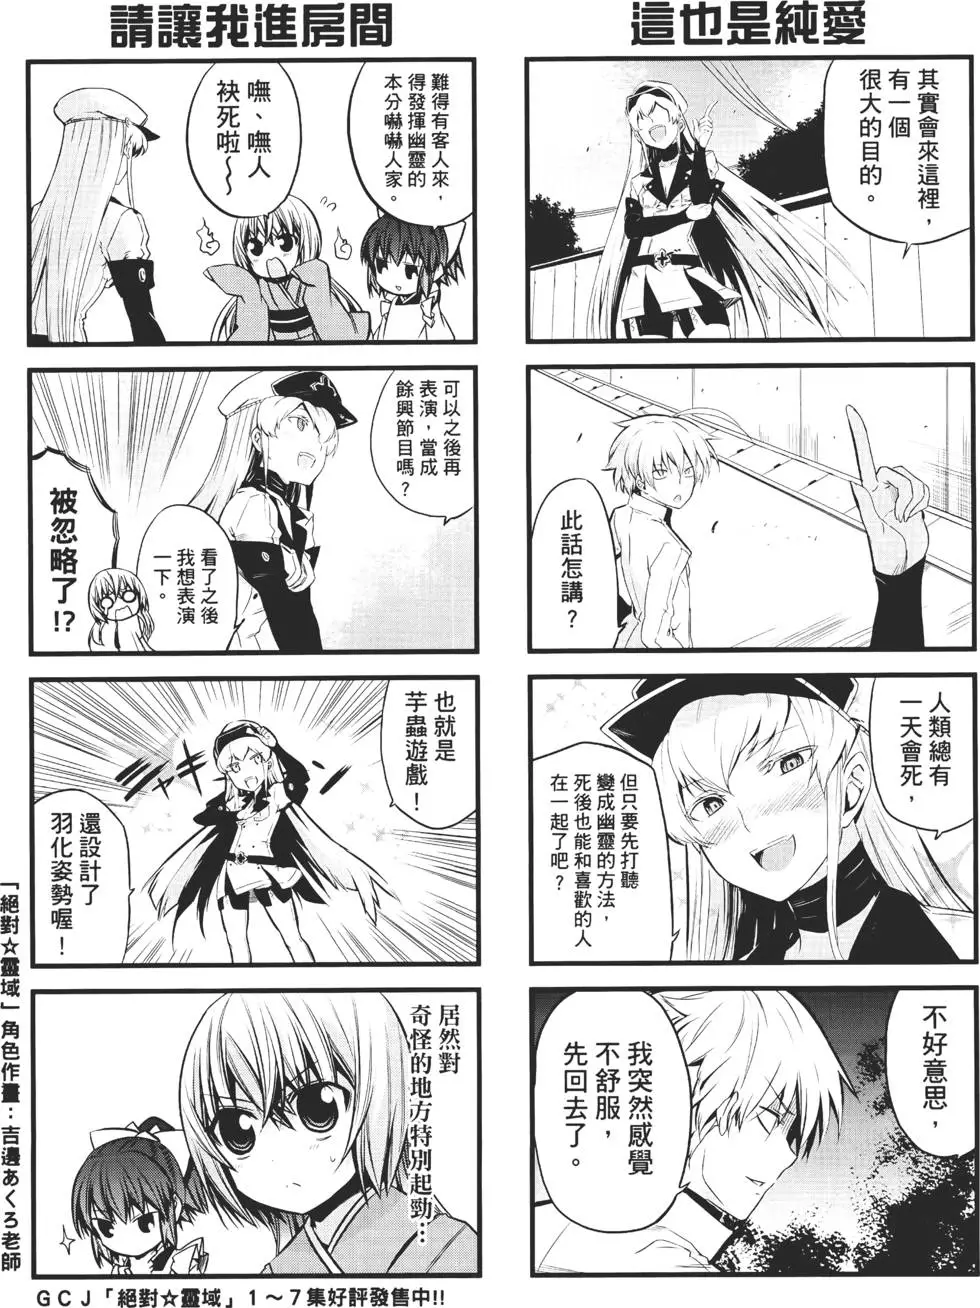 這也是純愛
其實會來這裡，
有一個
很大的目的。
此話怎講？
人類總有
一天會死，
但只要先打聽
變成幽靈的方法，
死後也能和喜歡的人
在一起了吧？
不好意思，
我突然感覺
不舒服，
先回去了。
請讓我進房間
難得有客人來，
得發揮幽靈的
本分嚇嚇人家。
嘸、嘸人
袂死啦～
可以之後再
表演，當成
餘興節目嗎？
看了之後
我想表演
一下。
被忽略了!?
也就是
芋蟲遊戲！
還設計了
羽化姿勢喔！
居然對
奇怪的地方特別起勁…
「絕對☆靈域」角色作畫：吉邊あくろ老師
GCJ「絕對☆靈域」1～7集好評發售中!!